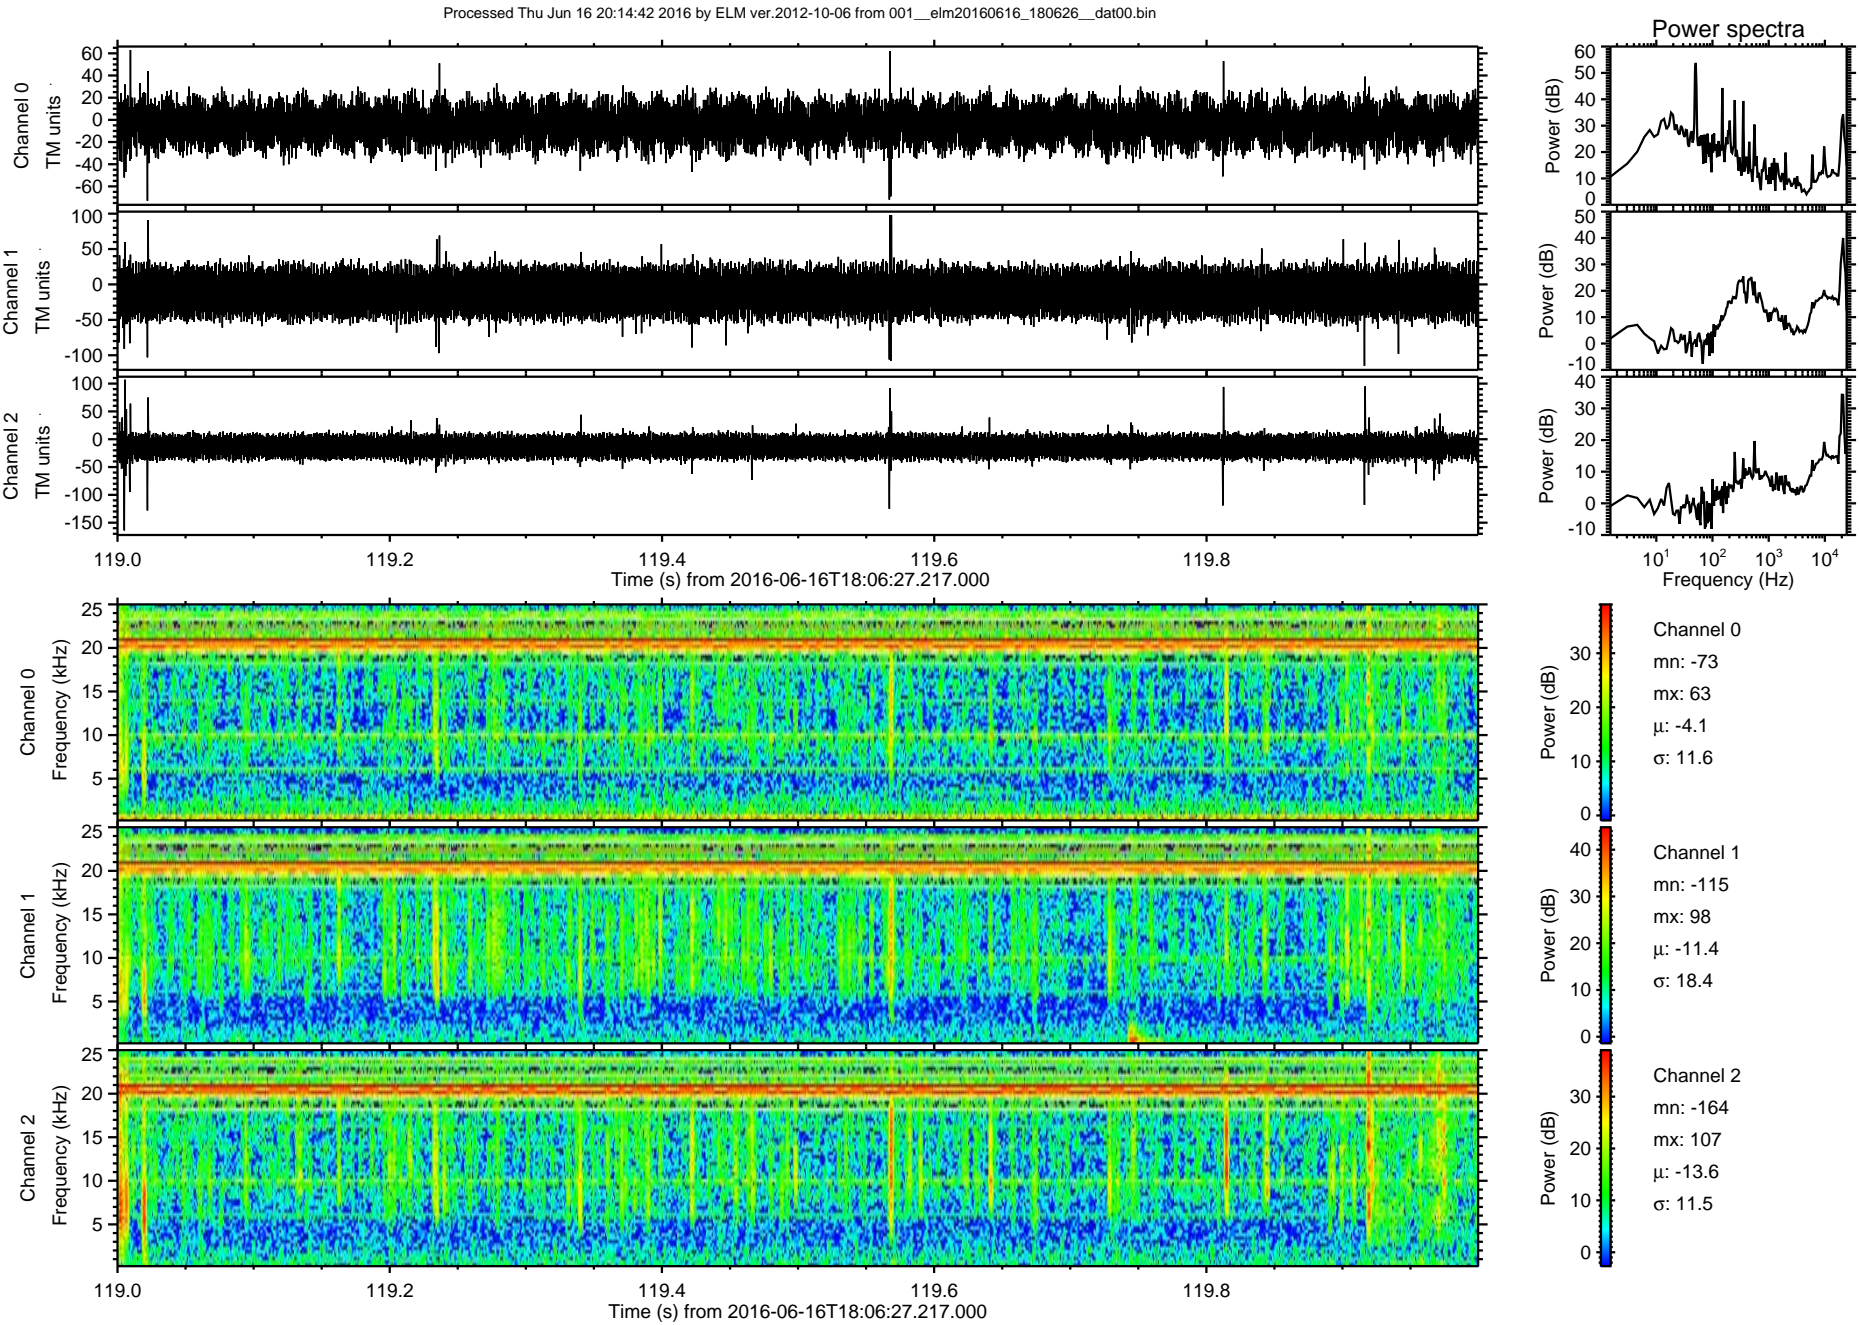 Processed Thu Jun 16 20:14:42 2016 by ELM ver.2012-10-06 from 001__elm20160616_180626__dat00.bin
Power spectra
Channel 0
TM units
60
40
20
0
-20
-40
-60
Power (dB)
60
50
40
30
20
10
0
Channel 1
TM units
100
50
0
-50
-100
Power (dB)
50
40
30
20
10
0
-10
Channel 2
TM units
100
50
0
-50
-100
-150
Power (dB)
40
30
20
10
0
-10
119.0 119.2 119.4 119.6 119.8
Time (s) from 2016-06-16T18:06:27.217.000
10^1 10^2 10^3 10^4
Frequency (Hz)
Channel 0
Frequency (kHz)
25
20
15
10
5
Power (dB)
30
20
10
0
Channel 0
mn: -73
mx: 63
μ: -4.1
σ: 11.6
Channel 1
Frequency (kHz)
25
20
15
10
5
Power (dB)
40
30
20
10
0
Channel 1
mn: -115
mx: 98
μ: -11.4
σ: 18.4
Channel 2
Frequency (kHz)
25
20
15
10
5
Power (dB)
30
20
10
0
Channel 2
mn: -164
mx: 107
μ: -13.6
σ: 11.5
119.0 119.2 119.4 119.6 119.8
Time (s) from 2016-06-16T18:06:27.217.000